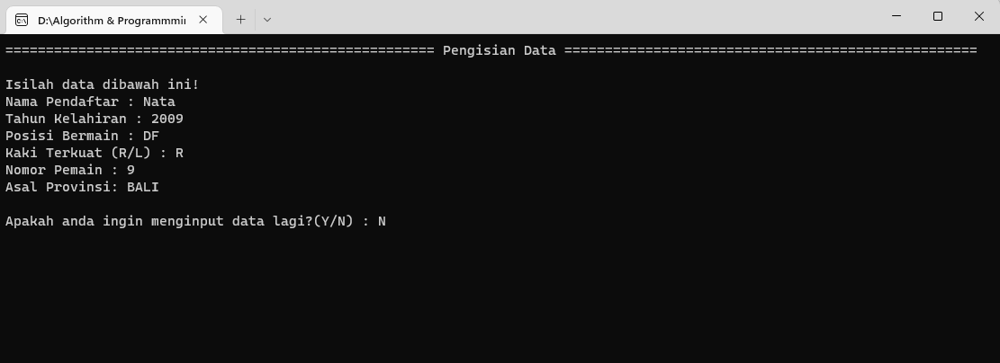 D:\Algorithm & Programmmin
==================================================== Pengisian Data ==================================================
Isilah data dibawah ini!
Nama Pendaftar : Nata
Tahun Kelahiran : 2009
Posisi Bermain : DF
Kaki Terkuat (R/L) : R
Nomor Pemain : 9
Asal Provinsi: BALI
Apakah anda ingin menginput data lagi?(Y/N) : N